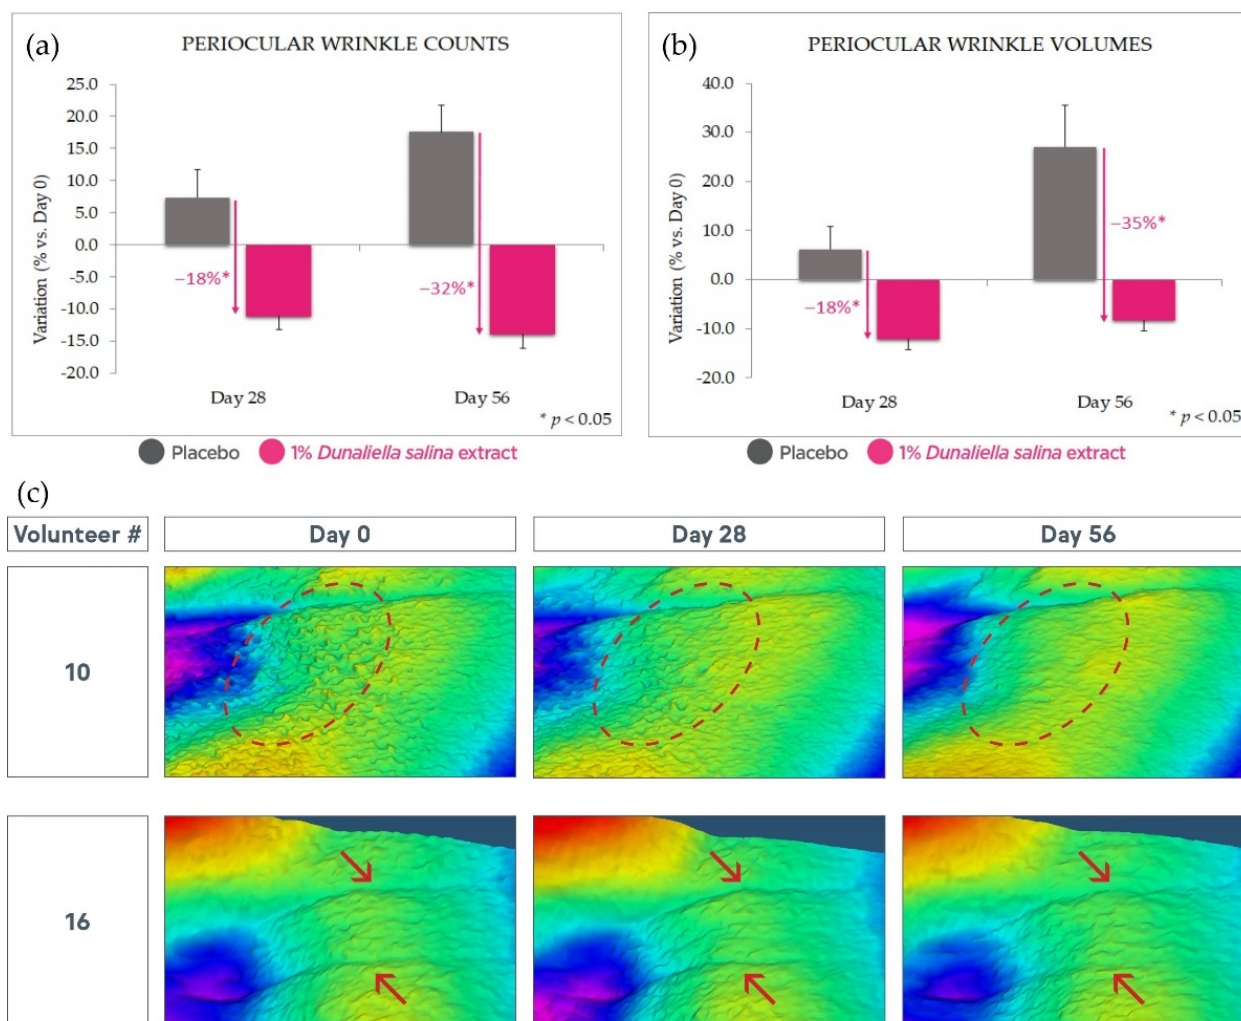 (a)
PERIOCULAR WRINKLE COUNTS
25.0
20.0
15.0
10.0
5.0
0.0
-5.0
-10.0
-15.0
-20.0
Variation (% vs. Day 0)
−18%*
−32%*
Day 28
Day 56
* p < 0.05
Placebo
1% Dunaliella salina extract
(b)
PERIOCULAR WRINKLE VOLUMES
40.0
30.0
20.0
10.0
0.0
-10.0
-20.0
Variation (% vs. Day 0)
−35%*
−18%*
Day 28
Day 56
* p < 0.05
Placebo
1% Dunaliella salina extract
(c)
Volunteer #
Day 0
Day 28
Day 56
10
16